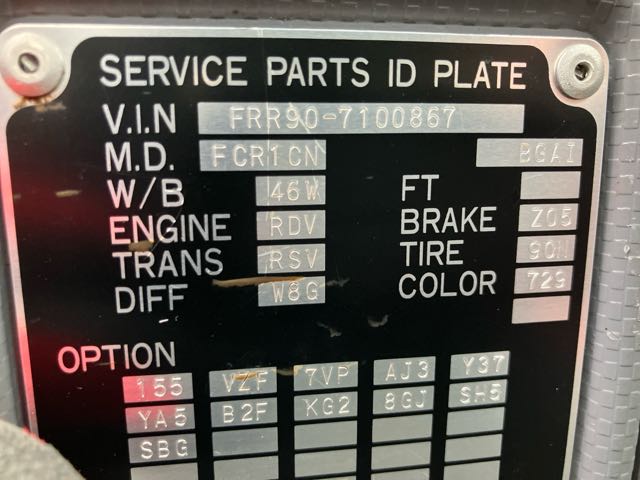 SERVICE PARTS ID PLATE
V.I.N FRR90-7100867
M.D. FCR1CN BGAI
W/B 46W FT
ENGINE RDV BRAKE Z05
TRANS RSV TIRE 90N
DIFF W8G COLOR 729
OPTION
155 VZF 7VP AJ3 Y37
YA5 B2F KG2 8GJ SH5
SBG